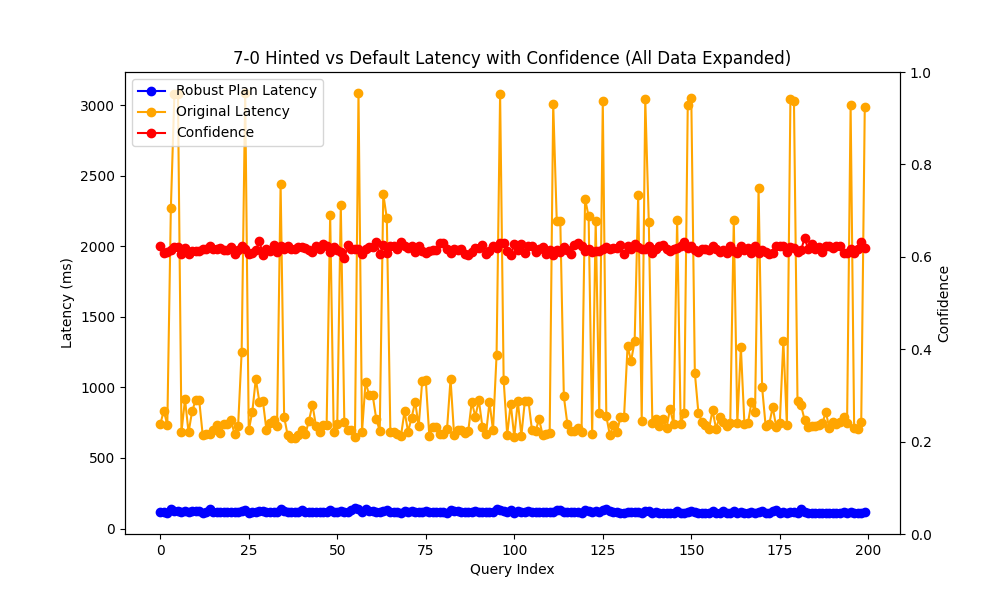 7-0 Hinted vs Default Latency with Confidence (All Data Expanded)
Robust Plan Latency
Original Latency
Confidence
Latency (ms)
3000
2500
2000
1500
1000
500
0
1.0
0.8
0.6
0.4
0.2
0.0
Confidence
0 25 50 75 100 125 150 175 200
Query Index